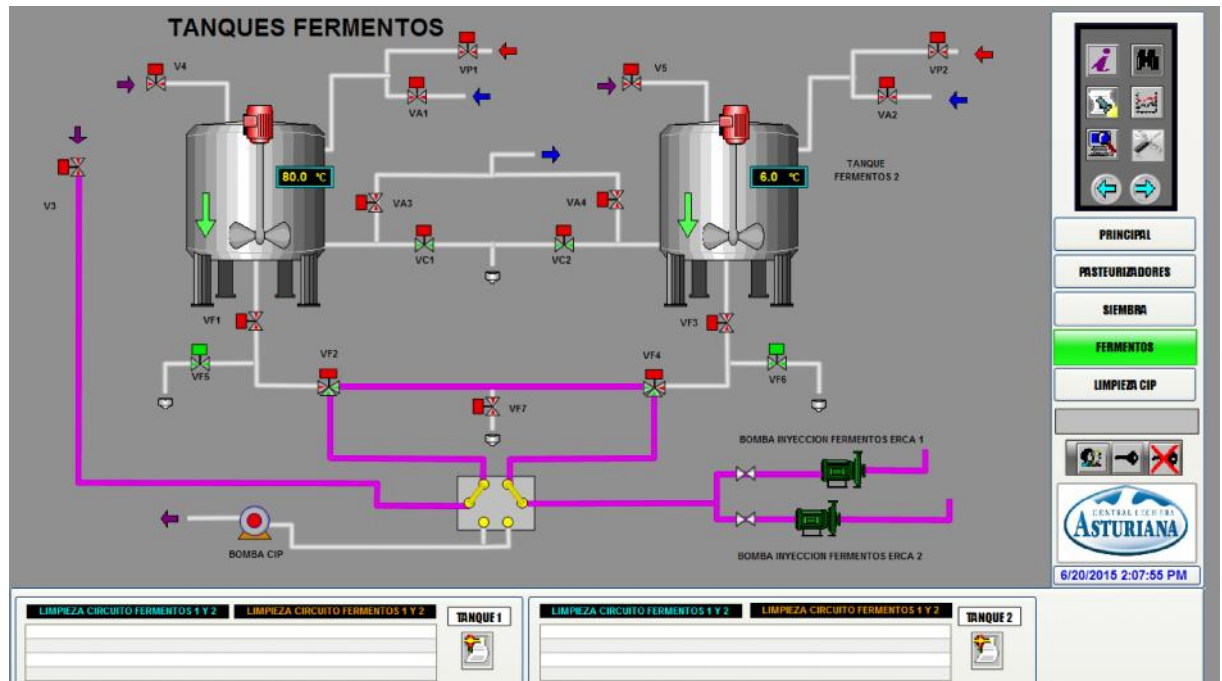 TANQUES FERMENTOS
V4
VP1
VA1
V5
VP2
VA2
V3
80.0 ºC
6.0 ºC
TANQUE
FERMENTOS 2
VA3
VA4
VC1
VC2
VF1
VF3
VF5
VF2
VF4
VF6
VF7
BOMBA INYECCION FERMENTOS ERCA 1
BOMBA CIP
BOMBA INYECCION FERMENTOS ERCA 2
PRINCIPAL
PASTEURIZADORES
SIEMBRA
FERMENTOS
LIMPIEZA CIP
CENTRAL LECHERA
ASTURIANA
6/20/2015 2:07:55 PM
LIMPIEZA CIRCUITO FERMENTOS 1 Y 2
LIMPIEZA CIRCUITO FERMENTOS 1 Y 2
TANQUE 1
LIMPIEZA CIRCUITO FERMENTOS 1 Y 2
LIMPIEZA CIRCUITO FERMENTOS 1 Y 2
TANQUE 2